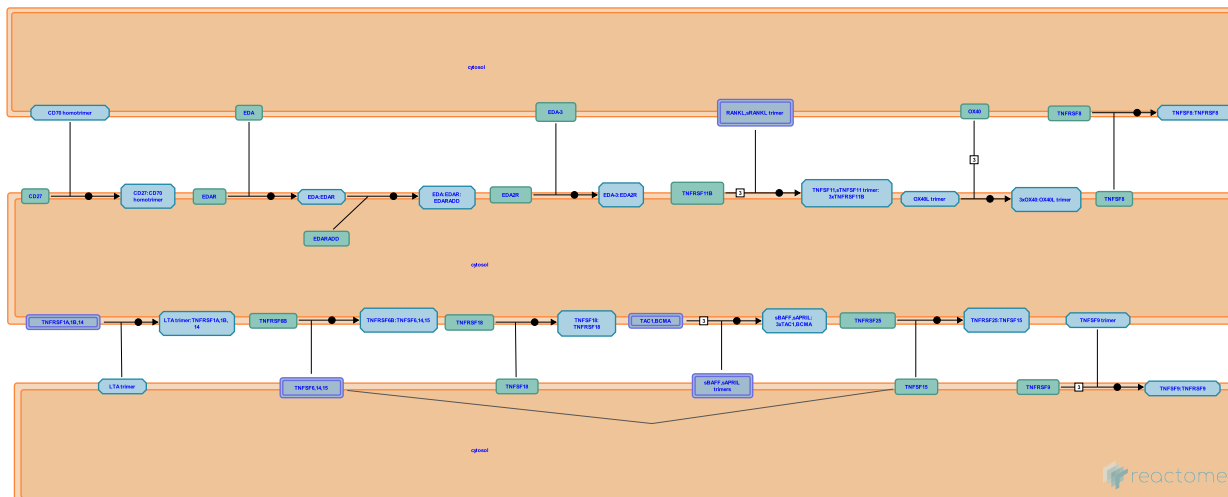 cytosol
CD70 homotrimer
EDA
EDA-3
RANKL,sRANKL trimer
OX40
TNFRSF8
TNFSF8:TNFRSF8
3
CD27
CD27:CD70
homotrimer
EDAR
EDA:EDAR
EDA:EDAR:
EDARADD
EDA2R
EDA-3:EDA2R
TNFRSF11B
3
TNFSF11,sTNFSF11 trimer:
3xTNFRSF11B
OX40L trimer
3xOX40:OX40L trimer
TNFSF8
EDARADD
cytosol
TNFRSF1A,1B,14
LTA trimer:TNFRSF1A,1B,
14
TNFRSF6B
TNFRSF6B:TNFSF6,14,15
TNFRSF18
TNFSF18:
TNFRSF18
TAC1,BCMA
3
sBAFF,sAPRIL:
3xTAC1,BCMA
TNFRSF25
TNFRSF25:TNFSF15
TNFSF9 trimer
LTA trimer
TNFSF6,14,15
TNFSF18
sBAFF,sAPRIL
trimers
TNFSF15
TNFRSF9
3
TNFSF9:TNFRSF9
cytosol
reactome